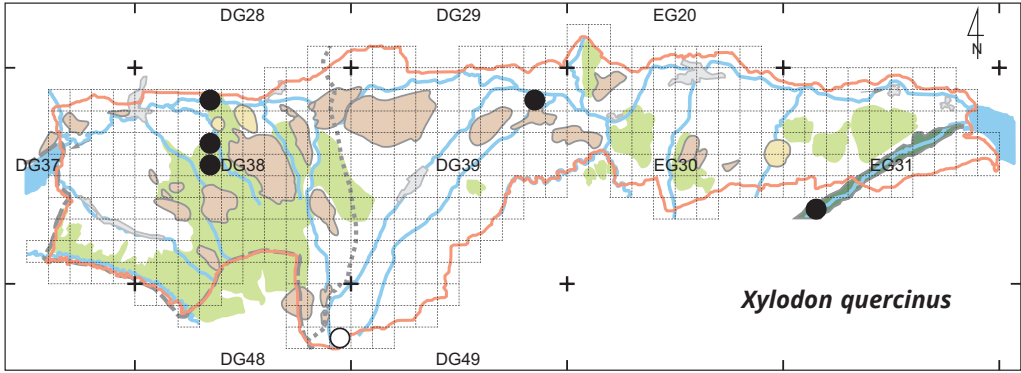 DG28 DG29 EG20
N
DG37 DG38 DG39 EG30 EG31
Xylodon quercinus
DG48 DG49